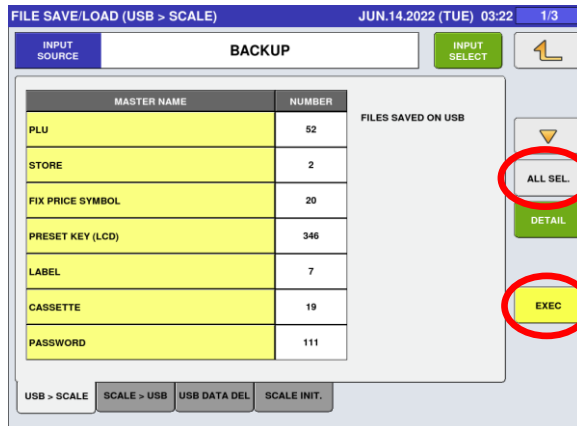 FILE SAVE/LOAD (USB > SCALE) JUN.14.2022 (TUE) 03:22 1/3
INPUT SOURCE BACKUP INPUT SELECT
MASTER NAME NUMBER
FILES SAVED ON USB
PLU 52
STORE 2
ALL SEL.
FIX PRICE SYMBOL 20
DETAIL
PRESET KEY (LCD) 346
LABEL 7
CASSETTE 19
EXEC
PASSWORD 111
USB > SCALE SCALE > USB USB DATA DEL SCALE INIT.